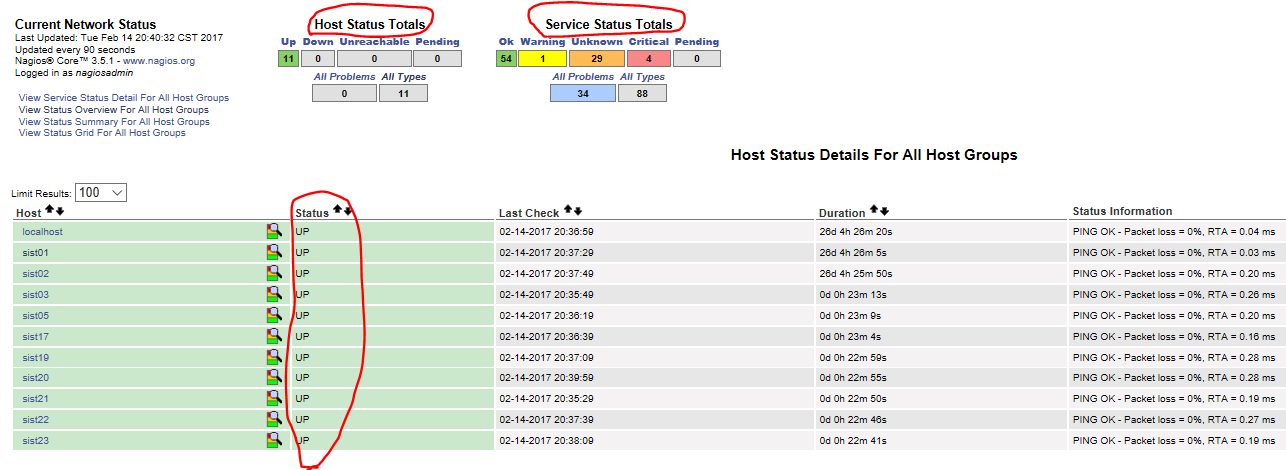 Current Network Status
Last Updated: Tue Feb 14 20:40:32 CST 2017
Updated every 90 seconds
Nagios® Core™ 3.5.1 - www.nagios.org
Logged in as nagiosadmin
View Service Status Detail For All Host Groups
View Status Overview For All Host Groups
View Status Summary For All Host Groups
View Status Grid For All Host Groups
Host Status Totals
Up Down Unreachable Pending
11 0 0 0
All Problems All Types
0 11
Service Status Totals
Ok Warning Unknown Critical Pending
54 1 29 4 0
All Problems All Types
34 88
Host Status Details For All Host Groups
Limit Results: 100
Host Status Last Check Duration Status Information
localhost UP 02-14-2017 20:36:59 26d 4h 26m 20s PING OK - Packet loss = 0%, RTA = 0.04 ms
sist01 UP 02-14-2017 20:37:29 26d 4h 26m 5s PING OK - Packet loss = 0%, RTA = 0.03 ms
sist02 UP 02-14-2017 20:37:49 26d 4h 25m 50s PING OK - Packet loss = 0%, RTA = 0.20 ms
sist03 UP 02-14-2017 20:35:49 0d 0h 23m 13s PING OK - Packet loss = 0%, RTA = 0.26 ms
sist05 UP 02-14-2017 20:36:19 0d 0h 23m 9s PING OK - Packet loss = 0%, RTA = 0.20 ms
sist17 UP 02-14-2017 20:36:39 0d 0h 23m 4s PING OK - Packet loss = 0%, RTA = 0.16 ms
sist19 UP 02-14-2017 20:37:09 0d 0h 22m 59s PING OK - Packet loss = 0%, RTA = 0.28 ms
sist20 UP 02-14-2017 20:39:59 0d 0h 22m 55s PING OK - Packet loss = 0%, RTA = 0.28 ms
sist21 UP 02-14-2017 20:35:29 0d 0h 22m 50s PING OK - Packet loss = 0%, RTA = 0.19 ms
sist22 UP 02-14-2017 20:37:39 0d 0h 22m 46s PING OK - Packet loss = 0%, RTA = 0.27 ms
sist23 UP 02-14-2017 20:38:09 0d 0h 22m 41s PING OK - Packet loss = 0%, RTA = 0.19 ms